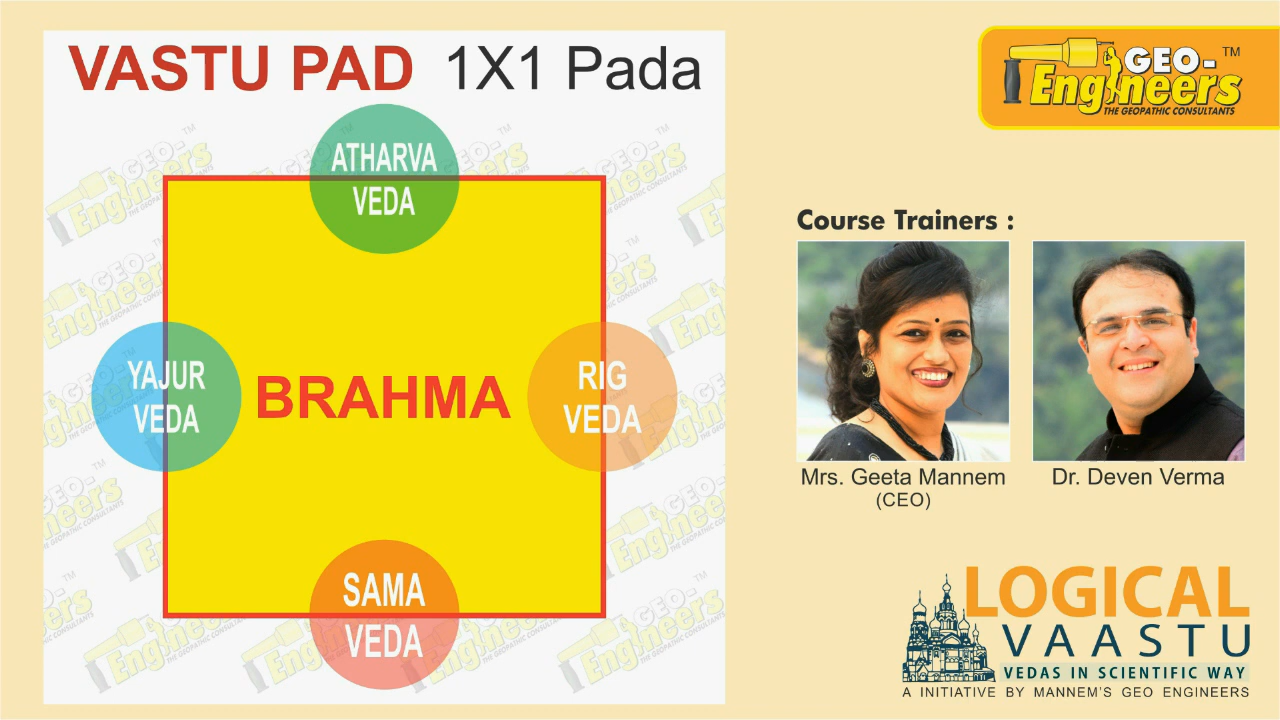 VASTU PAD 1X1 Pada
ATHARVA
VEDA
YAJUR
VEDA
BRAHMA
RIG
VEDA
SAMA
VEDA
GEO-
Engineers
TM
THE GEOPATHIC CONSULTANTS
Course Trainers :
Mrs. Geeta Mannem
(CEO)
Dr. Deven Verma
LOGICAL
VAASTU
VEDAS IN SCIENTIFIC WAY
A INITIATIVE BY MANNEM'S GEO ENGINEERS